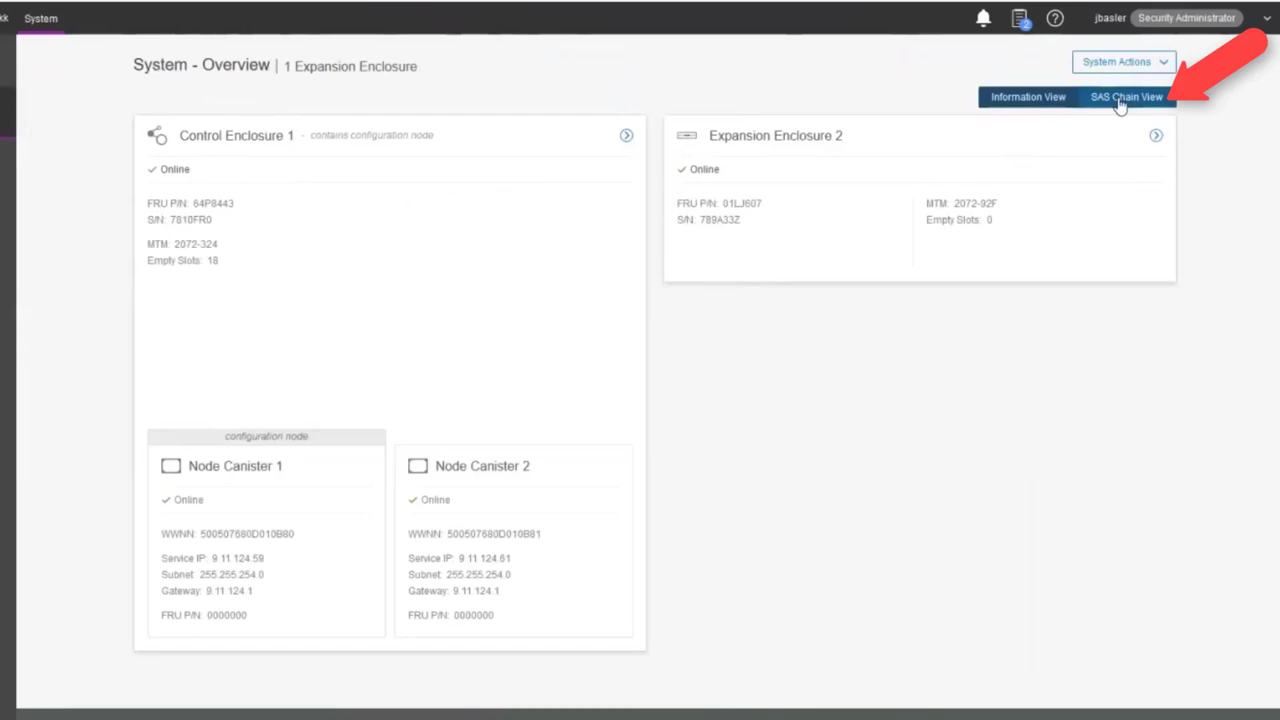 kk System
2
jbasler Security Administrator
System - Overview | 1 Expansion Enclosure
System Actions
Information View SAS Chain View
Control Enclosure 1 - contains configuration node
Online
FRU P/N: 64P8443
S/N: 7810FR0
MTM: 2072-324
Empty Slots: 18
configuration node
Node Canister 1
Online
WWNN: 500507680D010B80
Service IP: 9.11.124.59
Subnet: 255.255.254.0
Gateway: 9.11.124.1
FRU P/N: 0000000
Node Canister 2
Online
WWNN: 500507680D010B81
Service IP: 9.11.124.61
Subnet: 255.255.254.0
Gateway: 9.11.124.1
FRU P/N: 0000000
Expansion Enclosure 2
Online
FRU P/N: 01LJ607
S/N: 789A33Z
MTM: 2072-92F
Empty Slots: 0